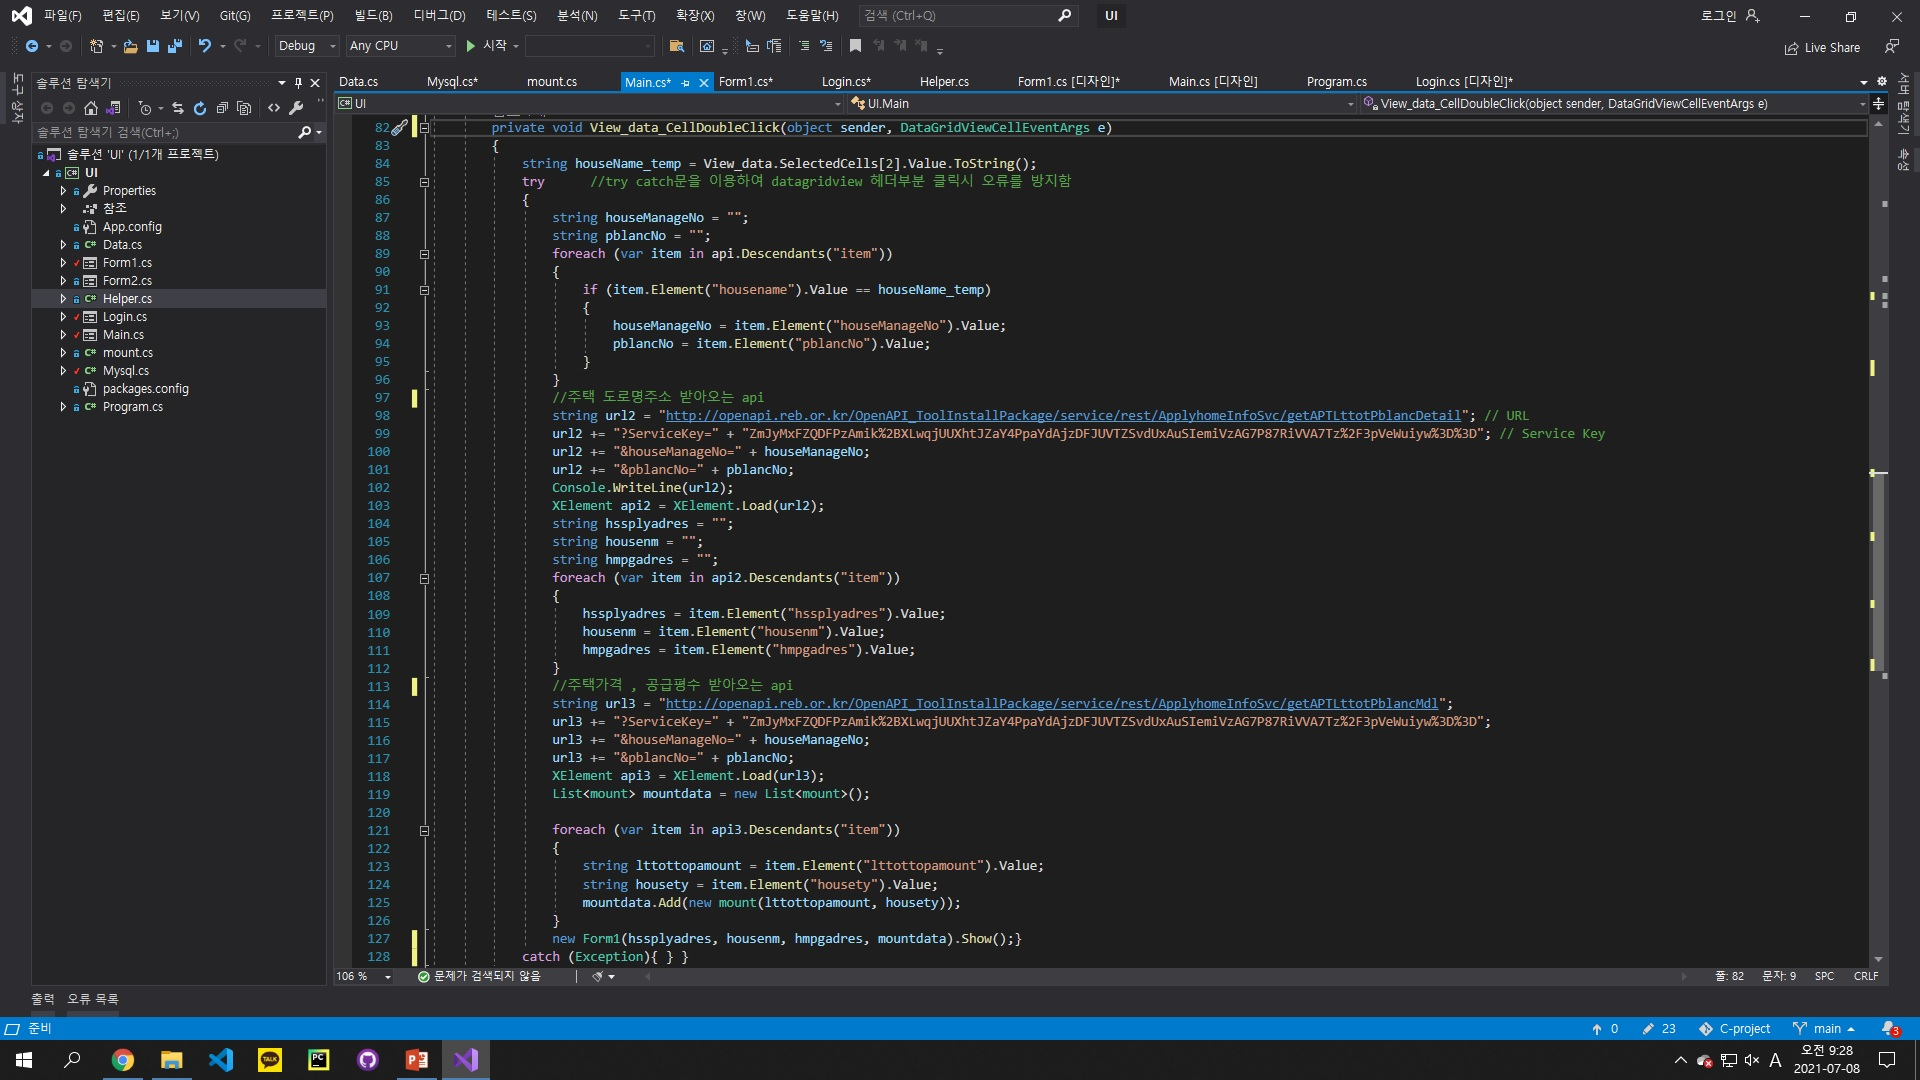 파일(F) 편집(E) 보기(V) Git(G) 프로젝트(P) 빌드(B) 디버그(D) 테스트(S) 분석(N) 도구(T) 확장(X) 창(W) 도움말(H) 검색 (Ctrl+Q) UI 로그인
Debug Any CPU 시작 Live Share
도구 상자
솔루션 탐색기
솔루션 탐색기 검색(Ctrl+;)
솔루션 'UI' (1/1개 프로젝트)
UI
Properties
참조
App.config
Data.cs
Form1.cs
Form2.cs
Helper.cs
Login.cs
Main.cs
mount.cs
Mysql.cs
packages.config
Program.cs
Data.cs Mysql.cs* mount.cs Main.cs* Form1.cs* Login.cs* Helper.cs Form1.cs [디자인]* Main.cs [디자인] Program.cs Login.cs [디자인]*
UI UI.Main View_data_CellDoubleClick(object sender, DataGridViewCellEventArgs e)
82 private void View_data_CellDoubleClick(object sender, DataGridViewCellEventArgs e)
83 {
84 string houseName_temp = View_data.SelectedCells[2].Value.ToString();
85 try //try catch문을 이용하여 datagridview 헤더부분 클릭시 오류를 방지함
86 {
87 string houseManageNo = "";
88 string pblancNo = "";
89 foreach (var item in api.Descendants("item"))
90 {
91 if (item.Element("housename").Value == houseName_temp)
92 {
93 houseManageNo = item.Element("houseManageNo").Value;
94 pblancNo = item.Element("pblancNo").Value;
95 }
96 }
97 //주택 도로명주소 받아오는 api
98 string url2 = "http://openapi.reb.or.kr/OpenAPI_ToolInstallPackage/service/rest/ApplyhomeInfoSvc/getAPTLttotPblancDetail"; // URL
99 url2 += "?ServiceKey=" + "ZmJyMxFZQDFPzAmik%2BXLwqjUUXhtJZaY4PpaYdAjzDFJUVTZSvdUxAuSIemiVzAG7P87RiVVA7Tz%2F3pVeWuiyw%3D%3D"; // Service Key
100 url2 += "&houseManageNo=" + houseManageNo;
101 url2 += "&pblancNo=" + pblancNo;
102 Console.WriteLine(url2);
103 XElement api2 = XElement.Load(url2);
104 string hssplyadres = "";
105 string housenm = "";
106 string hmpgadres = "";
107 foreach (var item in api2.Descendants("item"))
108 {
109 hssplyadres = item.Element("hssplyadres").Value;
110 housenm = item.Element("housenm").Value;
111 hmpgadres = item.Element("hmpgadres").Value;
112 }
113 //주택가격 , 공급평수 받아오는 api
114 string url3 = "http://openapi.reb.or.kr/OpenAPI_ToolInstallPackage/service/rest/ApplyhomeInfoSvc/getAPTLttotPblancMdl";
115 url3 += "?ServiceKey=" + "ZmJyMxFZQDFPzAmik%2BXLwqjUUXhtJZaY4PpaYdAjzDFJUVTZSvdUxAuSIemiVzAG7P87RiVVA7Tz%2F3pVeWuiyw%3D%3D";
116 url3 += "&houseManageNo=" + houseManageNo;
117 url3 += "&pblancNo=" + pblancNo;
118 XElement api3 = XElement.Load(url3);
119 List<mount> mountdata = new List<mount>();
120
121 foreach (var item in api3.Descendants("item"))
122 {
123 string lttottopamount = item.Element("lttottopamount").Value;
124 string housety = item.Element("housety").Value;
125 mountdata.Add(new mount(lttottopamount, housety));
126 }
127 new Form1(hssplyadres, housenm, hmpgadres, mountdata).Show();}
128 catch (Exception){ } }
서버 탐색기
속성
106 % 문제가 검색되지 않음 줄: 82 문자: 9 SPC CRLF
출력 오류 목록
준비 0 23 C-project main 3
TALK PC A 오전 9:28
2021-07-08